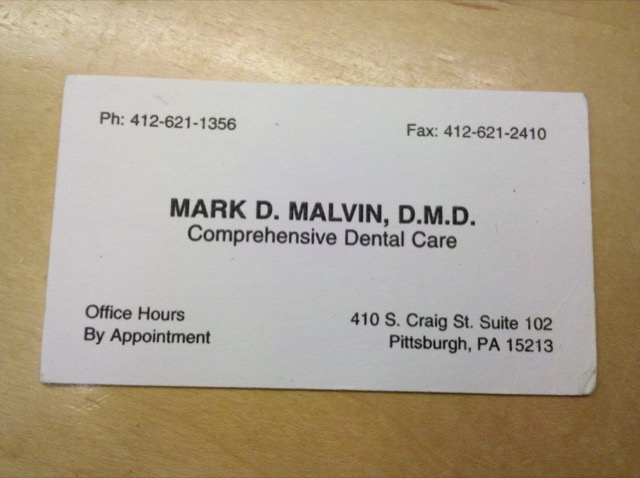 Ph: 412-621-1356
Fax: 412-621-2410
MARK D. MALVIN, D.M.D.
Comprehensive Dental Care
Office Hours
By Appointment
410 S. Craig St. Suite 102
Pittsburgh, PA 15213